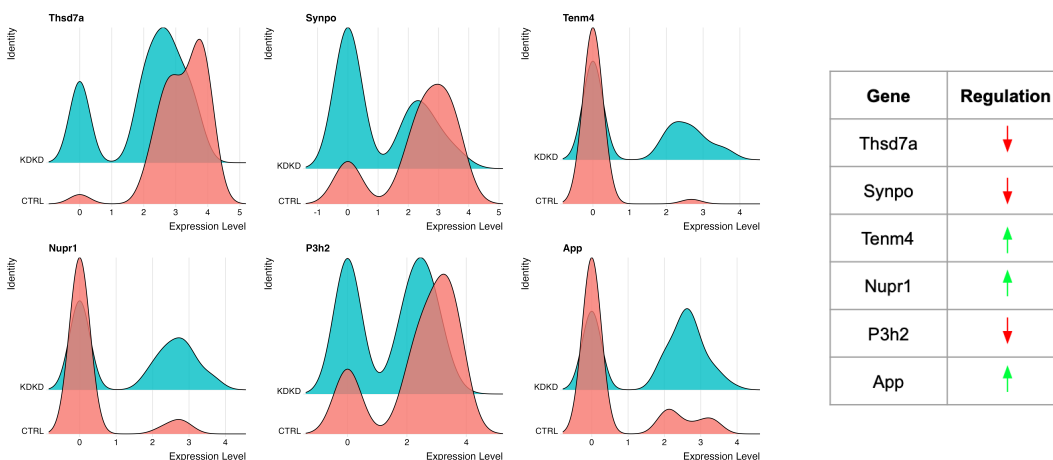 Thsd7a
Identity
KDKD
CTRL
0 1 2 3 4 5
Expression Level
Synpo
Identity
KDKD
CTRL
-1 0 1 2 3 4 5
Expression Level
Tenm4
Identity
KDKD
CTRL
0 1 2 3 4
Expression Level
Nupr1
Identity
KDKD
CTRL
0 1 2 3 4
Expression Level
P3h2
Identity
KDKD
CTRL
0 2 4
Expression Level
App
Identity
KDKD
CTRL
0 1 2 3 4
Expression Level
Gene Regulation
Thsd7a
Synpo
Tenm4
Nupr1
P3h2
App